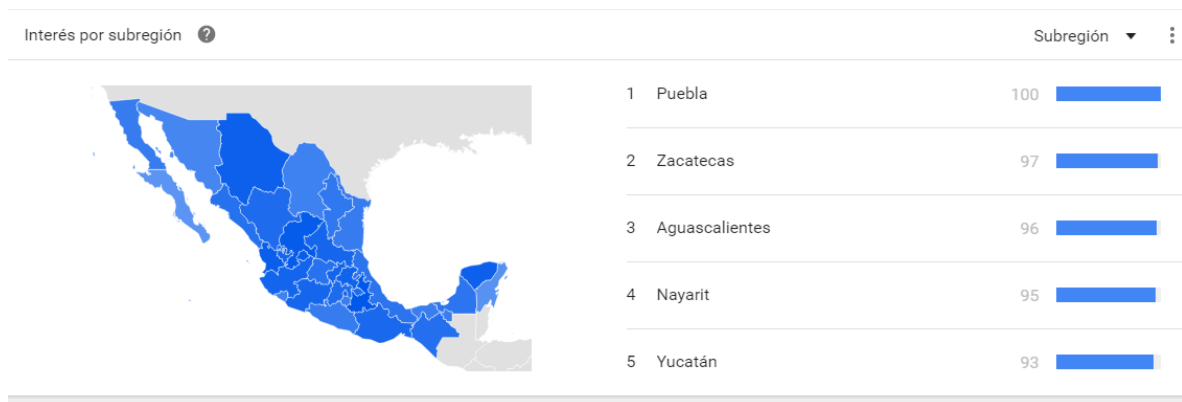 Interés por subregión
Subregión
1 Puebla 100
2 Zacatecas 97
3 Aguascalientes 96
4 Nayarit 95
5 Yucatán 93